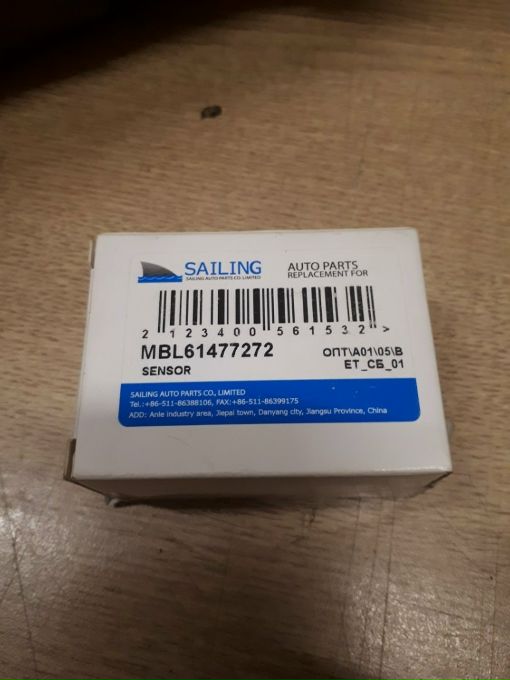 SAILING
SAILING AUTO PARTS CO., LIMITED
AUTO PARTS
REPLACEMENT FOR
2 123400 561532 >
MBL61477272
SENSOR
ОПТ\А01\05\В
ЕТ_СБ_01
SAILING AUTO PARTS CO., LIMITED
Tel.:+86-511-86388106, FAX:+86-511-86399175
ADD: Anle industry area, Jiepai town, Danyang city, Jiangsu Province, China